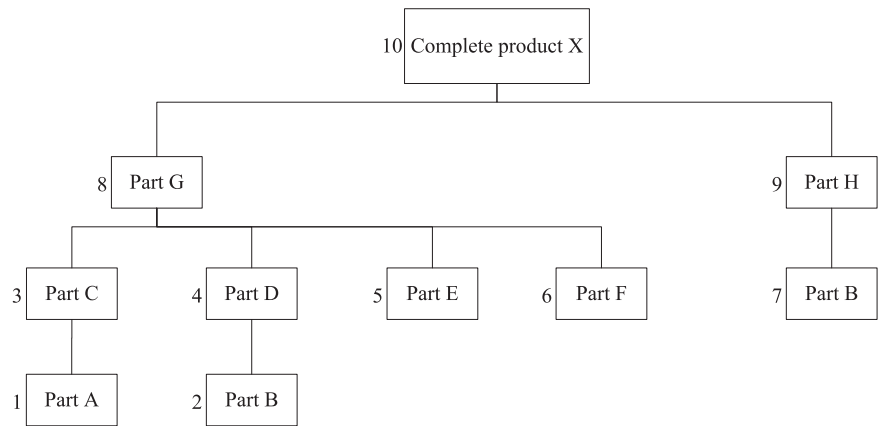 10 Complete product X
8 Part G
9 Part H
3 Part C
4 Part D
5 Part E
6 Part F
7 Part B
1 Part A
2 Part B